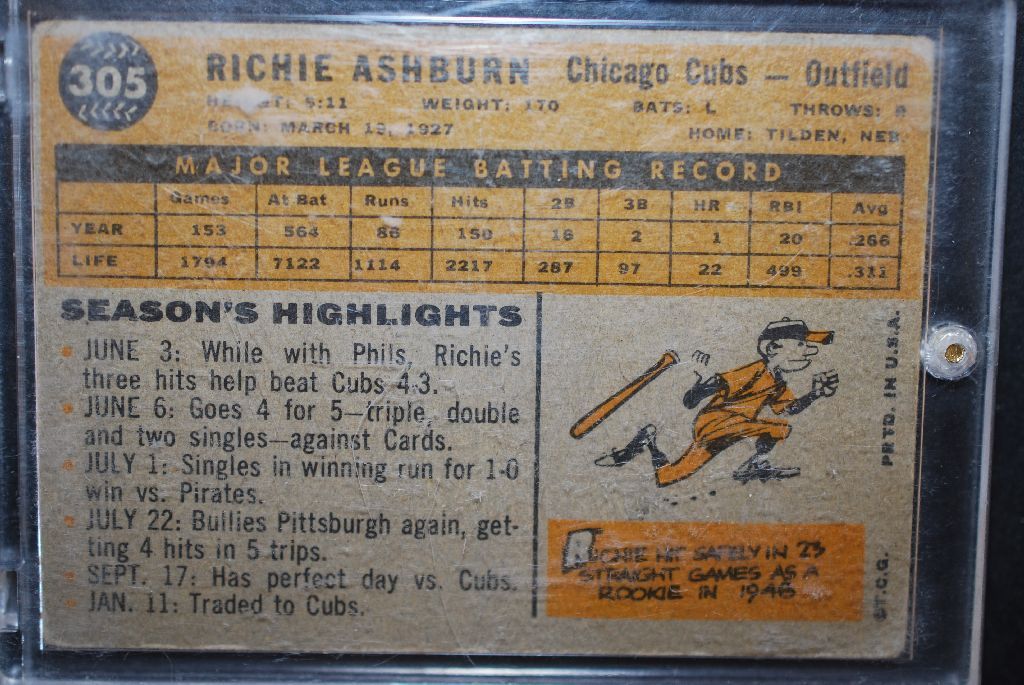 305
RICHIE ASHBURN Chicago Cubs — Outfield
HEIGHT: 5:11 WEIGHT: 170 BATS: L THROWS: R
BORN: MARCH 19, 1927 HOME: TILDEN, NEB
MAJOR LEAGUE BATTING RECORD
Games At Bat Runs Hits 2B 3B HR RBI Avg
YEAR 153 564 86 150 16 2 1 20 .266
LIFE 1794 7122 1114 2217 287 97 22 499 .311
SEASON'S HIGHLIGHTS
JUNE 3: While with Phils, Richie's
three hits help beat Cubs 4-3.
JUNE 6: Goes 4 for 5—triple, double
and two singles—against Cards.
JULY 1: Singles in winning run for 1-0
win vs. Pirates.
JULY 22: Bullies Pittsburgh again, get-
ting 4 hits in 5 trips.
SEPT. 17: Has perfect day vs. Cubs.
JAN. 11: Traded to Cubs.
RICHIE HIT SAFELY IN 23
STRAIGHT GAMES AS A
ROOKIE IN 1948
©T.C.G. PRTD. IN U.S.A.